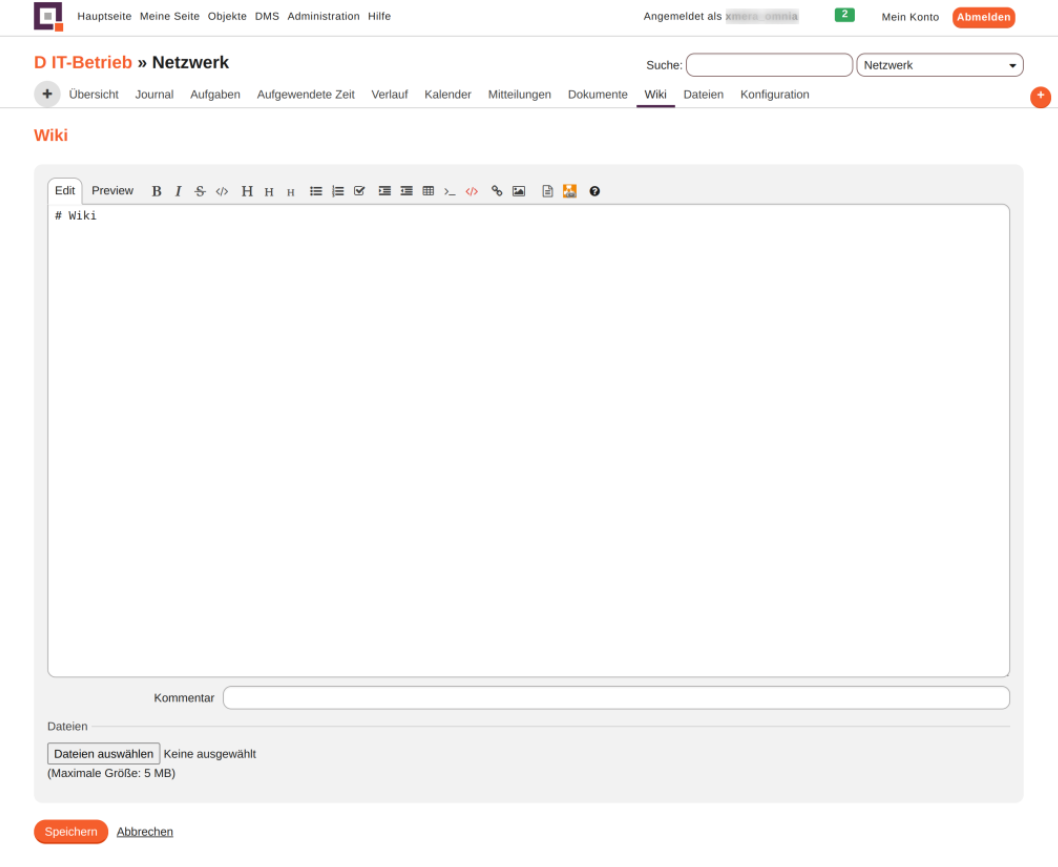 Hauptseite Meine Seite Objekte DMS Administration Hilfe
Angemeldet als
2
Mein Konto
Abmelden
D IT-Betrieb » Netzwerk
Suche:
Netzwerk
+ Übersicht Journal Aufgaben Aufgewendete Zeit Verlauf Kalender Mitteilungen Dokumente Wiki Dateien Konfiguration
+
Wiki
Edit Preview B I S </> H H H >_ </> ?
# Wiki
Kommentar
Dateien
Dateien auswählen Keine ausgewählt
(Maximale Größe: 5 MB)
Speichern Abbrechen